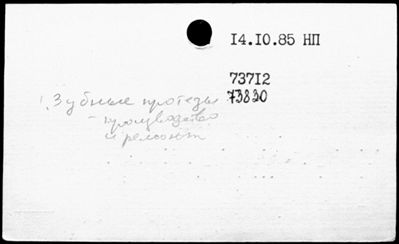 14.10.85 НП
73712
1. Зубные протезы 73830
- производство
и ремонт